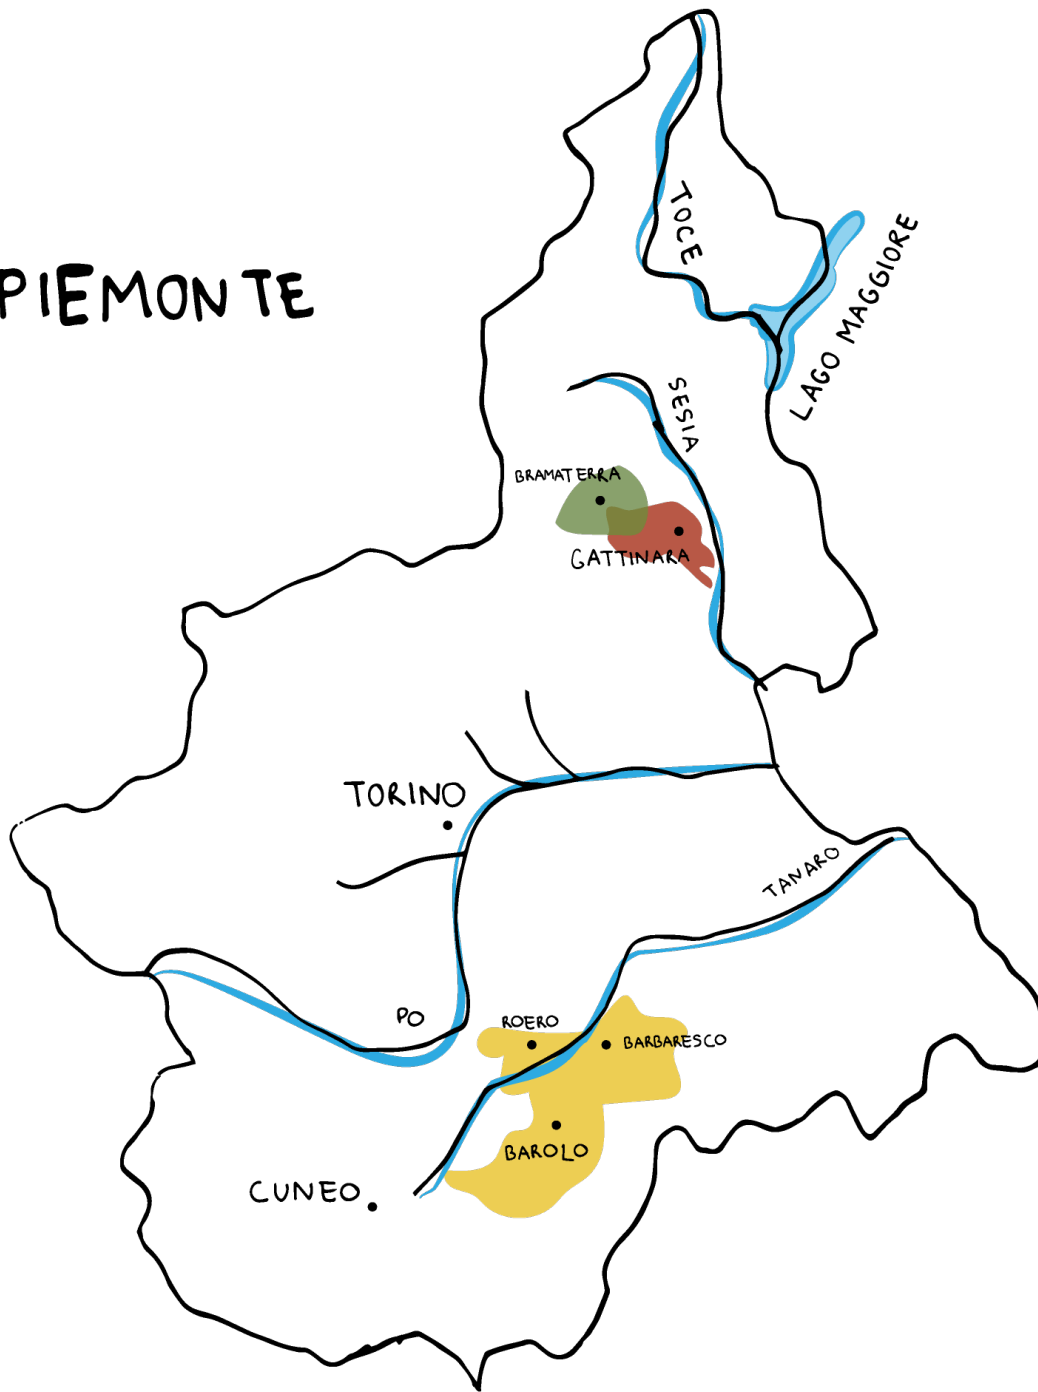 TOCE
LAGO MAGGIORE
PIEMONTE
SESIA
BRAMATERRA
GATTINARA
TORINO
TANARO
PO
ROERO
BARBARESCO
BAROLO
CUNEO